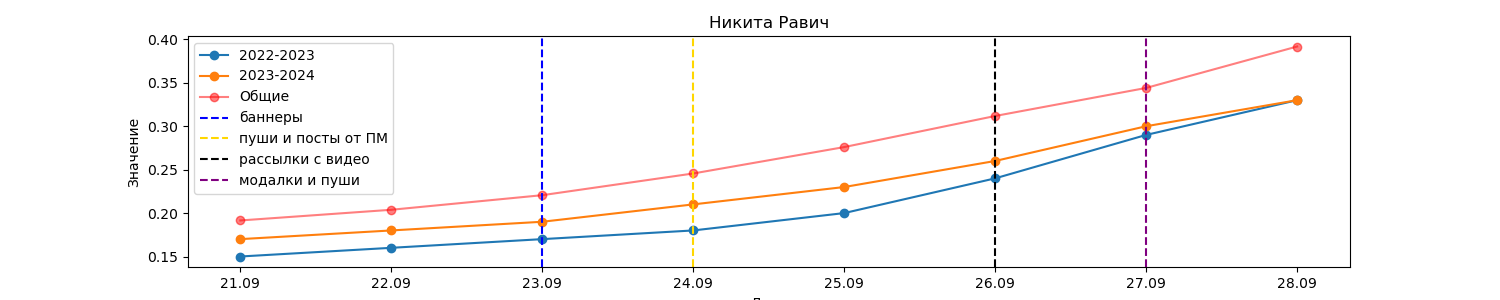 Никита Равич
2022-2023
2023-2024
Общие
баннеры
пуши и посты от ПМ
рассылки с видео
модалки и пуши
Значение
0.40
0.35
0.30
0.25
0.20
0.15
21.09 22.09 23.09 24.09 25.09 26.09 27.09 28.09